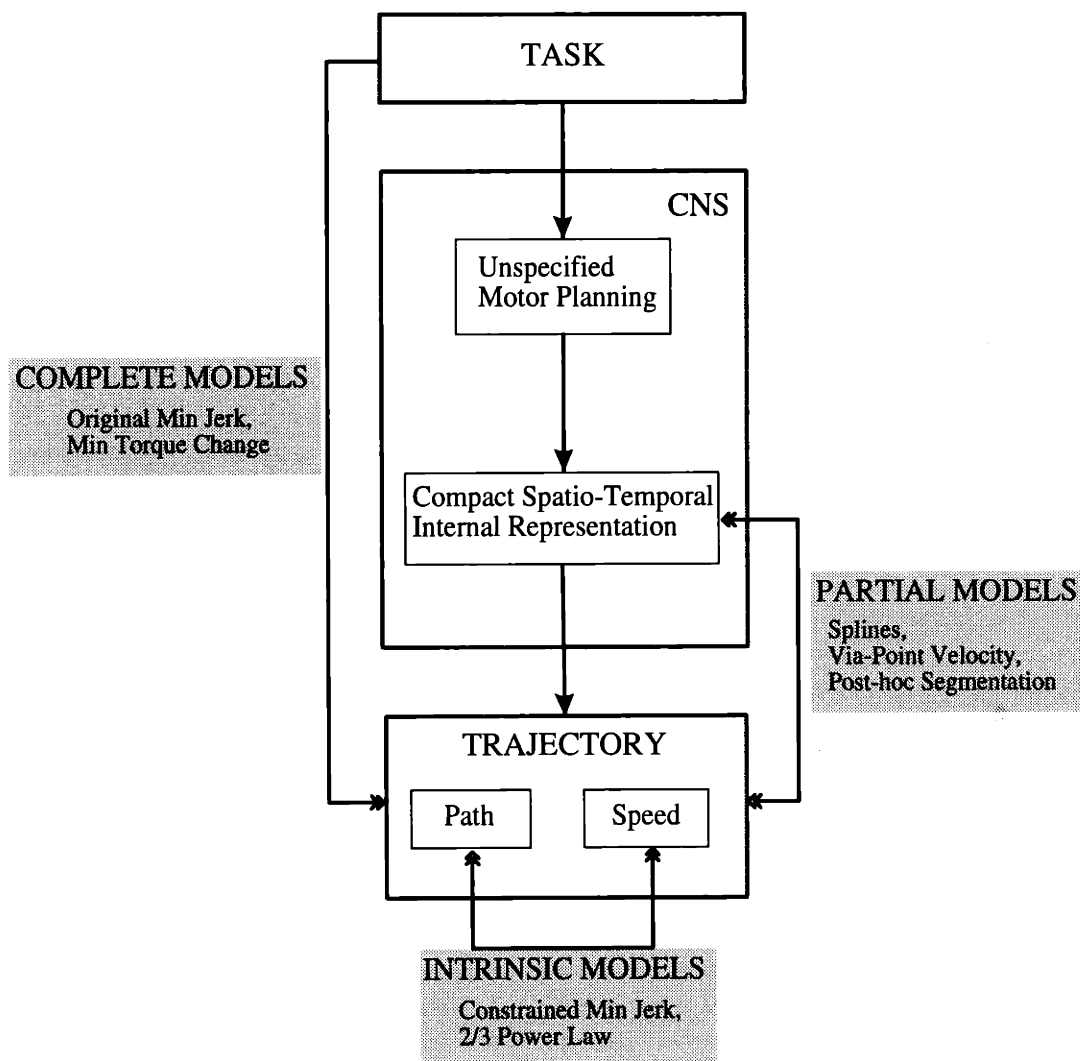 TASK
CNS
Unspecified
Motor Planning
COMPLETE MODELS
Original Min Jerk,
Min Torque Change
Compact Spatio-Temporal
Internal Representation
PARTIAL MODELS
Splines,
Via-Point Velocity,
Post-hoc Segmentation
TRAJECTORY
Path
Speed
INTRINSIC MODELS
Constrained Min Jerk,
2/3 Power Law